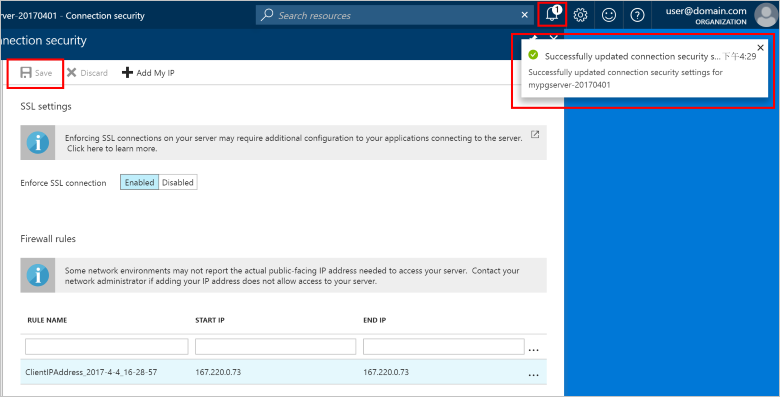 rver-20170401 - Connection security
Search resources
1
user@domain.com
ORGANIZATION
nnection security
Successfully updated connection security s... 下午4:29
Successfully updated connection security settings for
mypgserver-20170401
Save
Discard
Add My IP
SSL settings
Enforcing SSL connections on your server may require additional configuration to your applications connecting to the server.
Click here to learn more.
Enforce SSL connection
Enabled
Disabled
Firewall rules
Some network environments may not report the actual public-facing IP address needed to access your server. Contact your
network administrator if adding your IP address does not allow access to your server.
RULE NAME
START IP
END IP
...
ClientIPAddress_2017-4-4_16-28-57
167.220.0.73
167.220.0.73
...